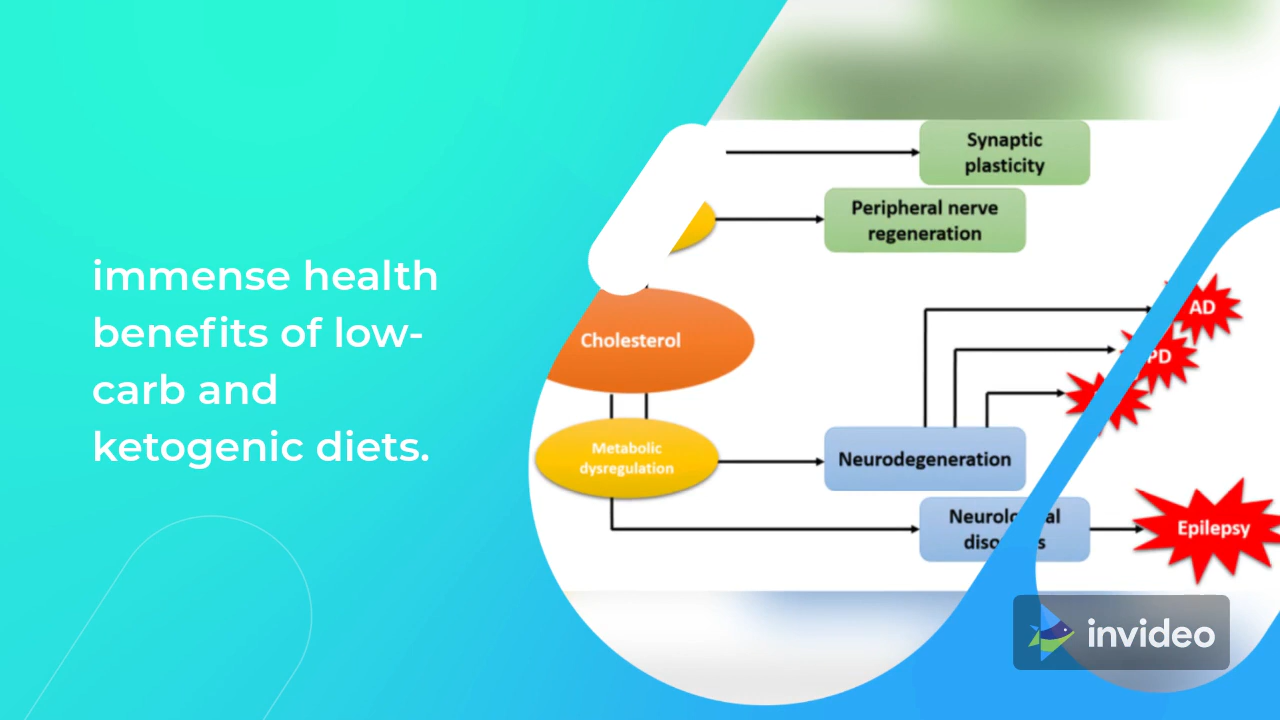 immense health
benefits of low-
carb and
ketogenic diets.
Synaptic
plasticity
Peripheral nerve
regeneration
Cholesterol
Metabolic
dysregulation
Neurodegeneration
AD
PD
Epilepsy
invideo